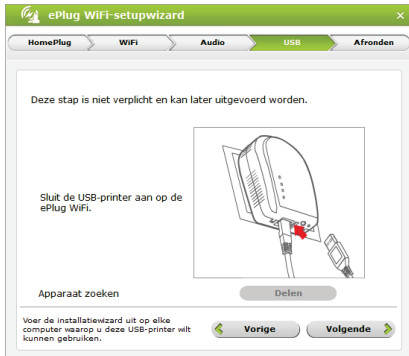 ePlug WiFi-setupwizard
HomePlug WiFi Audio USB Afronden
Deze stap is niet verplicht en kan later uitgevoerd worden.
Sluit de USB-printer aan op de
ePlug WiFi.
Apparaat zoeken Delen
Voer de installatiewizard uit op elke
computer waarop u deze USB-printer wilt
kunnen gebruiken.
Vorige Volgende